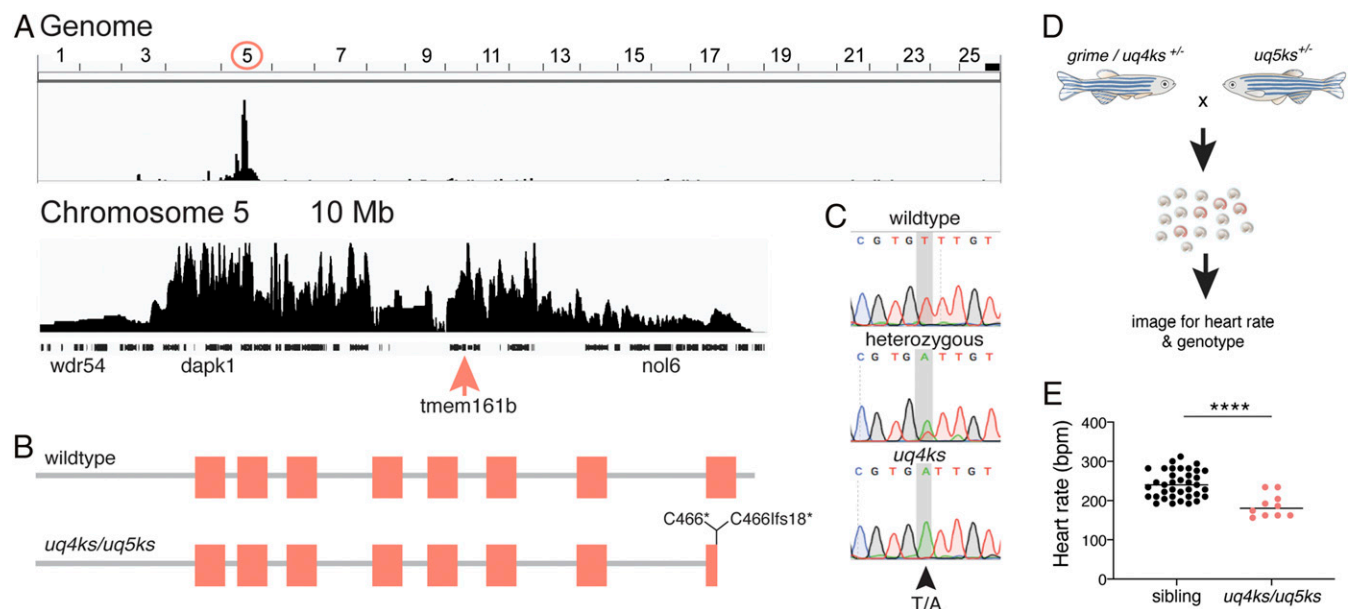 A Genome
1 3 5 7 9 11 13 15 17 19 21 23 25
Chromosome 5 10 Mb
wdr54 dapk1 nol6
tmem161b
B
wildtype
C466* C466Ifs18*
uq4ks/uq5ks
C
wildtype
C G T G T T T G T
heterozygous
C G T G A T T G T
uq4ks
C G T G A T T G T
T/A
D
grime / uq4ks +/- uq5ks +/-
x
image for heart rate
& genotype
E
****
Heart rate (bpm)
400
300
200
100
0
sibling uq4ks/uq5ks